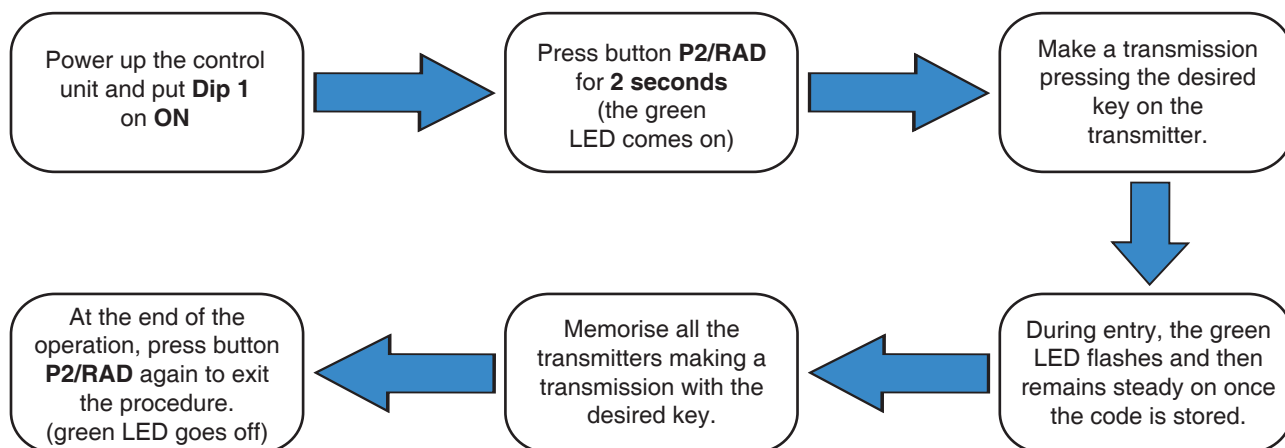 Power up the control
unit and put Dip 1
on ON
Press button P2/RAD
for 2 seconds
(the green
LED comes on)
Make a transmission
pressing the desired
key on the
transmitter.
During entry, the green
LED flashes and then
remains steady on once
the code is stored.
Memorise all the
transmitters making a
transmission with the
desired key.
At the end of the
operation, press button
P2/RAD again to exit
the procedure.
(green LED goes off)